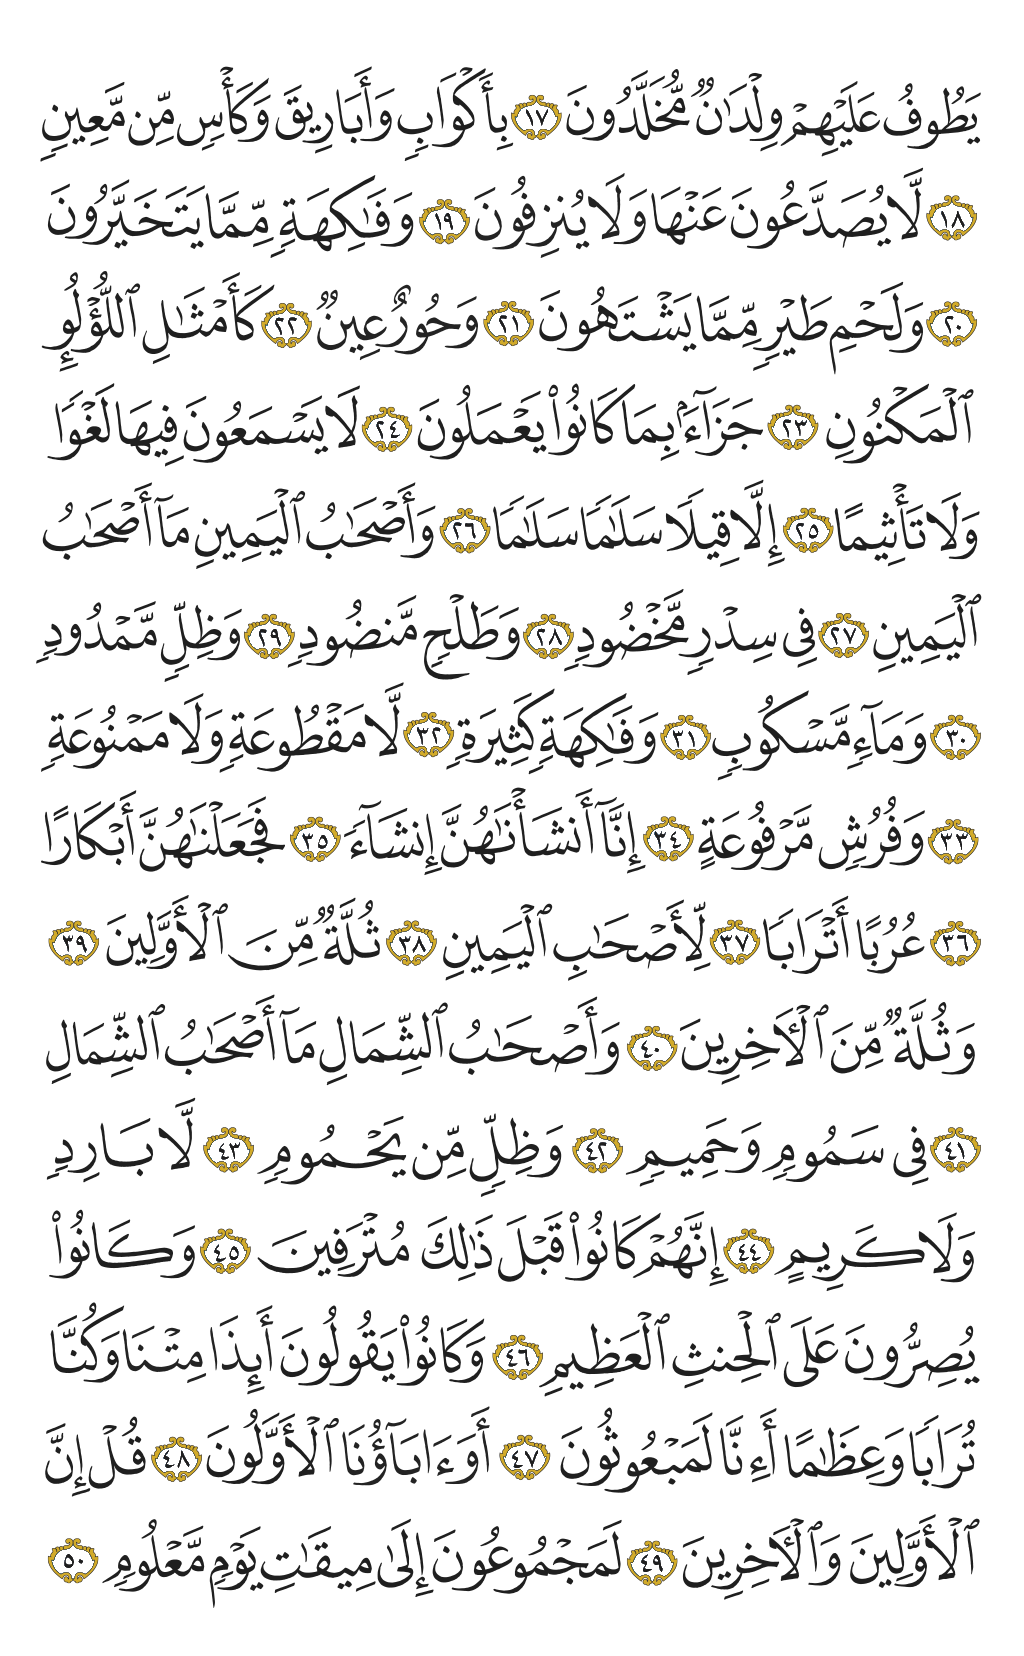 يَطُوفُ عَلَيْهِمْ وِلْدَٰنٌ مُّخَلَّدُونَ ١٧ بِأَكْوَابٍ وَأَبَارِيقَ وَكَأْسٍ مِّن مَّعِينٍ
١٨ لَّا يُصَدَّعُونَ عَنْهَا وَلَا يُنزِفُونَ ١٩ وَفَٰكِهَةٍ مِّمَّا يَتَخَيَّرُونَ
٢٠ وَلَحْمِ طَيْرٍ مِّمَّا يَشْتَهُونَ ٢١ وَحُورٌ عِينٌ ٢٢ كَأَمْثَٰلِ ٱللُّؤْلُؤِ
ٱلْمَكْنُونِ ٢٣ جَزَآءًۢ بِمَا كَانُوا۟ يَعْمَلُونَ ٢٤ لَا يَسْمَعُونَ فِيهَا لَغْوًا
وَلَا تَأْثِيمًا ٢٥ إِلَّا قِيلًا سَلَٰمًا سَلَٰمًا ٢٦ وَأَصْحَٰبُ ٱلْيَمِينِ مَآ أَصْحَٰبُ
ٱلْيَمِينِ ٢٧ فِى سِدْرٍ مَّخْضُودٍ ٢٨ وَطَلْحٍ مَّنضُودٍ ٢٩ وَظِلٍّ مَّمْدُودٍ
٣٠ وَمَآءٍ مَّسْكُوبٍ ٣١ وَفَٰكِهَةٍ كَثِيرَةٍ ٣٢ لَّا مَقْطُوعَةٍ وَلَا مَمْنُوعَةٍ
٣٣ وَفُرُشٍ مَّرْفُوعَةٍ ٣٤ إِنَّآ أَنشَأْنَٰهُنَّ إِنشَآءً ٣٥ فَجَعَلْنَٰهُنَّ أَبْكَارًا
٣٦ عُرُبًا أَتْرَابًا ٣٧ لِّأَصْحَٰبِ ٱلْيَمِينِ ٣٨ ثُلَّةٌ مِّنَ ٱلْأَوَّلِينَ ٣٩
وَثُلَّةٌ مِّنَ ٱلْـَٔاخِرِينَ ٤٠ وَأَصْحَٰبُ ٱلشِّمَالِ مَآ أَصْحَٰبُ ٱلشِّمَالِ
٤١ فِى سَمُومٍ وَحَمِيمٍ ٤٢ وَظِلٍّ مِّن يَحْمُومٍ ٤٣ لَّا بَارِدٍ
وَلَا كَرِيمٍ ٤٤ إِنَّهُمْ كَانُوا۟ قَبْلَ ذَٰلِكَ مُتْرَفِينَ ٤٥ وَكَانُوا۟
يُصِرُّونَ عَلَى ٱلْحِنثِ ٱلْعَظِيمِ ٤٦ وَكَانُوا۟ يَقُولُونَ أَئِذَا مِتْنَا وَكُنَّا
تُرَابًا وَعِظَٰمًا أَءِنَّا لَمَبْعُوثُونَ ٤٧ أَوَءَابَآؤُنَا ٱلْأَوَّلُونَ ٤٨ قُلْ إِنَّ
ٱلْأَوَّلِينَ وَٱلْـَٔاخِرِينَ ٤٩ لَمَجْمُوعُونَ إِلَىٰ مِيقَٰتِ يَوْمٍ مَّعْلُومٍ ٥٠